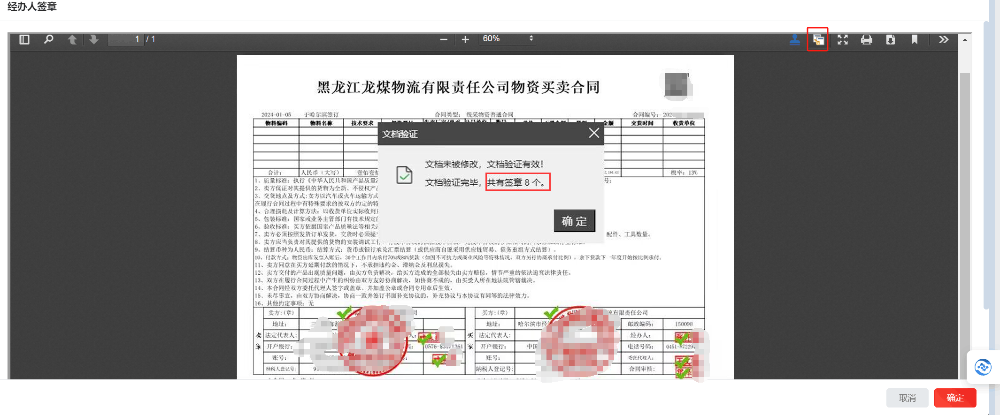 经办人签章
1 / 1
60%
黑龙江龙煤物流有限责任公司物资买卖合同
2024-01-05 于哈尔滨签订 合同类型: 统采物资普通合同 合同编号: 202
物料编码 物料名称 技术要求 金额 交货时间 收货单位
文档验证
文档未被修改，文档验证有效！
文档验证完毕，共有签章 8 个。
确 定
合计: 人民币（大写） 壹佰壹 税率: 13%
1、质量标准: 执行《中华人民共和国产品质量 号:
2、卖方保证对其提供的货物为全新、不侵权产
3、交货地点及方式:卖方以汽车或火车运输方式
在履行合同过程中有特殊要求的按双方约定的特
4、合理损耗及计算方法: 以收货单位实际收到
5、包装标准: 国家或业务主管部门有技术规定的
6、验收标准: 买方依据国家产品质量法等相关
7、卖方必须按照发货订单发货, 交货时必须提 配件、工具数量。
8、卖方应当负责对其提供的货物的安装调试工
9、结算币种为人民币; 结算方式: 货币或银行承兑汇票结算（或供应商自愿采用供应链贸易、债务重组方式结算）。
10、付款方式: 物资出库发票入账后, 30个工作日内承付70%或80%货款（如因不可抗力或商业风险等特殊情况, 双方另行协商承付比例）, 余下货款下一年度开始按比例承付。
11、卖方同意在买方延期付款的情况下, 不承担违约金、滞纳金及利息损失。
12、卖方交付的产品出现质量问题, 由卖方负责解决, 给买方造成的全部损失由卖方赔偿, 情节严重的依法追究法律责任。
13、双方在履行合同过程中产生的纠纷由双方友好协商解决, 如协商不成的, 由买受人所在地法院管辖裁决。
14、本合同经双方委托代理人签字或盖章、并加盖公章或合同专用章后生效。
15、未尽事宜, 由双方协商解决, 协商一致并签订书面补充协议的, 补充协议与本协议有同等的法律效力。
16、其他约定事项: 无
卖方:(章) 司 买方:(章) 流有限责任公司
地址: 三 地址: 哈尔滨市经 邮政编码: 150090
卖 法定代表人: 人: 买 法定代表人: 经办人:
家 开户银行: 0576-8 1361 家 开户银行: 中国 电话号码: 0451-87229
账号: 账号: 委托代理人:
纳税人登记号: 91 纳税人登记号: 合同审核:
取消
确定